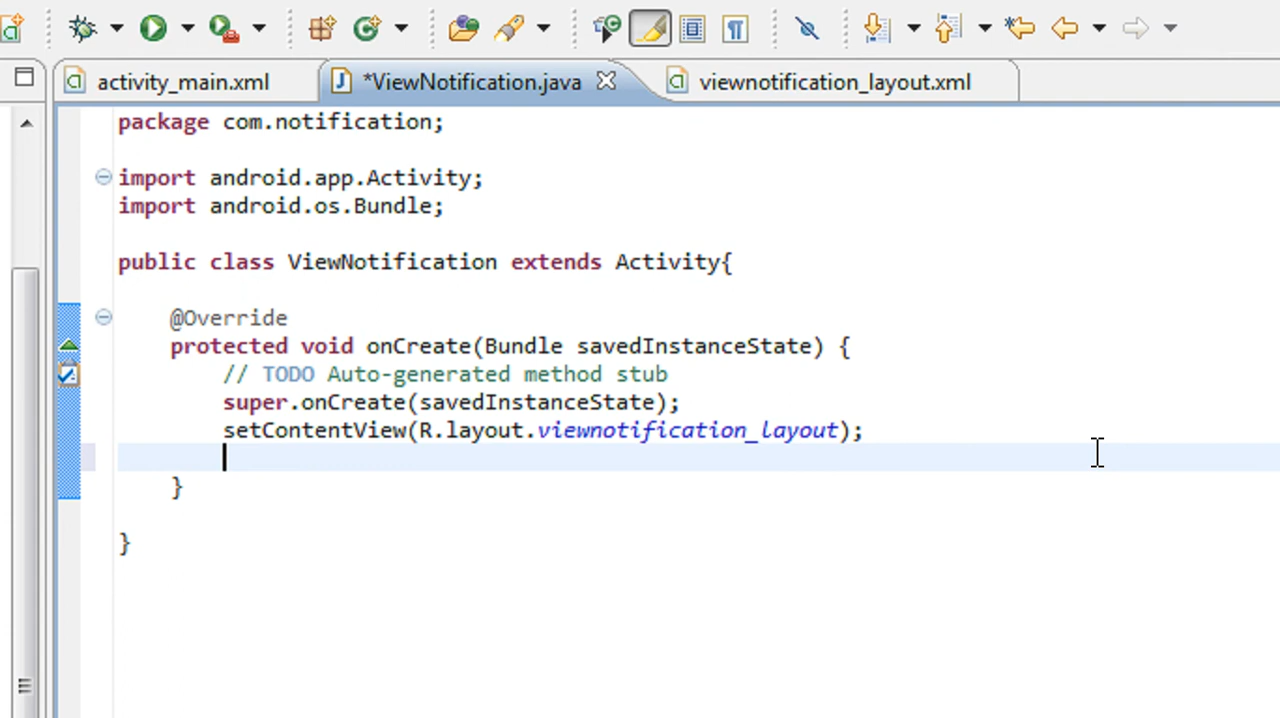 activity_main.xml
*ViewNotification.java
viewnotification_layout.xml
package com.notification;
import android.app.Activity;
import android.os.Bundle;
public class ViewNotification extends Activity{
@Override
protected void onCreate(Bundle savedInstanceState) {
// TODO Auto-generated method stub
super.onCreate(savedInstanceState);
setContentView(R.layout.viewnotification_layout);
}
}